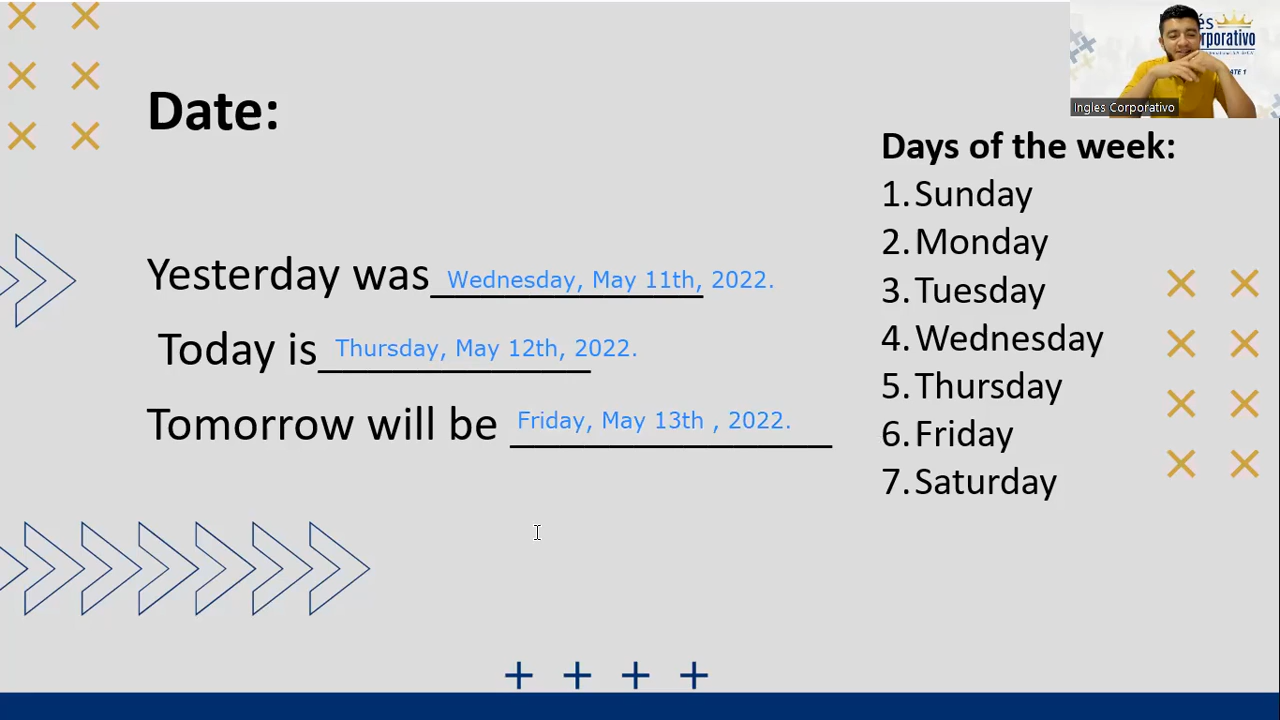 Date:
Yesterday was Wednesday, May 11th, 2022.
Today is Thursday, May 12th, 2022.
Tomorrow will be Friday, May 13th , 2022.
Days of the week:
1. Sunday
2. Monday
3. Tuesday
4. Wednesday
5. Thursday
6. Friday
7. Saturday
Ingles Corporativo